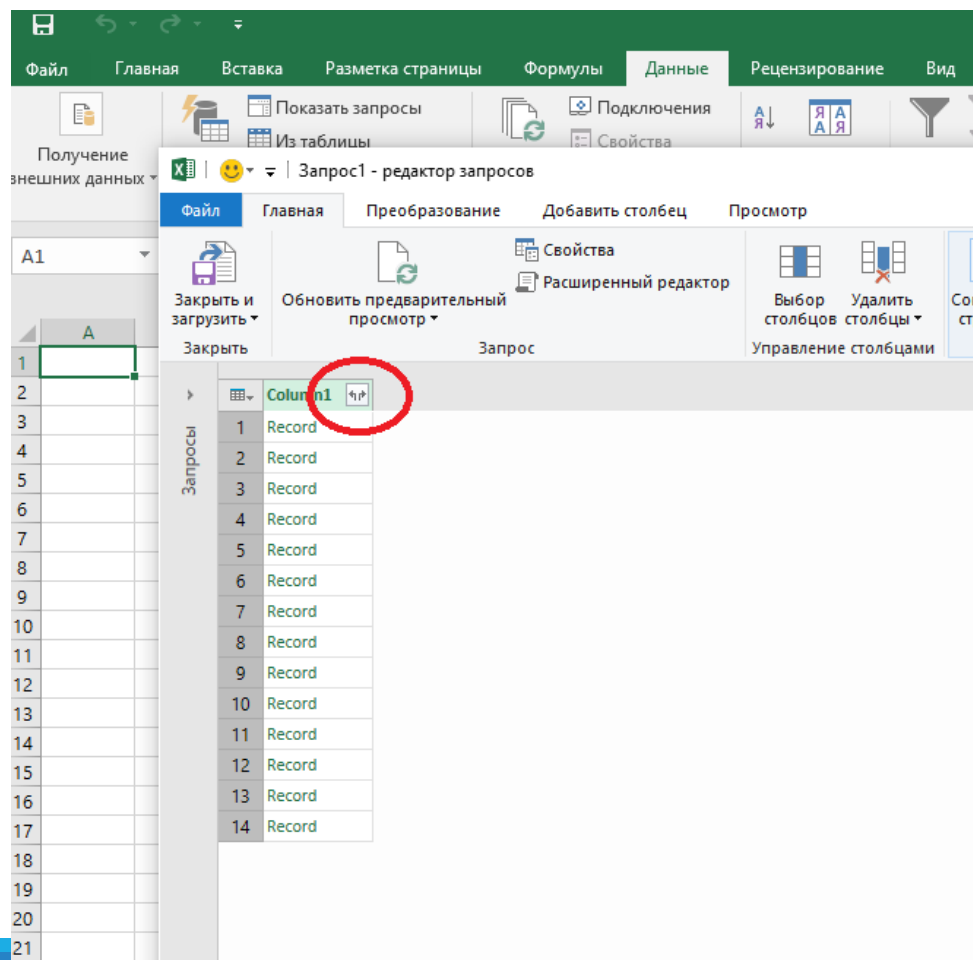 Файл Главная Вставка Разметка страницы Формулы Данные Рецензирование Вид
Показать запросы
Подключения
Из таблицы
Свойства
Получение
внешних данных
Запрос1 - редактор запросов
Файл Главная Преобразование Добавить столбец Просмотр
A1
Свойства
Расширенный редактор
Закрыть и
загрузить
Обновить предварительный
просмотр
Выбор
столбцов
Удалить
столбцы
Закрыть
Запрос
Управление столбцами
A
Запросы
Column1
1 Record
2 Record
3 Record
4 Record
5 Record
6 Record
7 Record
8 Record
9 Record
10 Record
11 Record
12 Record
13 Record
14 Record
1
2
3
4
5
6
7
8
9
10
11
12
13
14
15
16
17
18
19
20
21